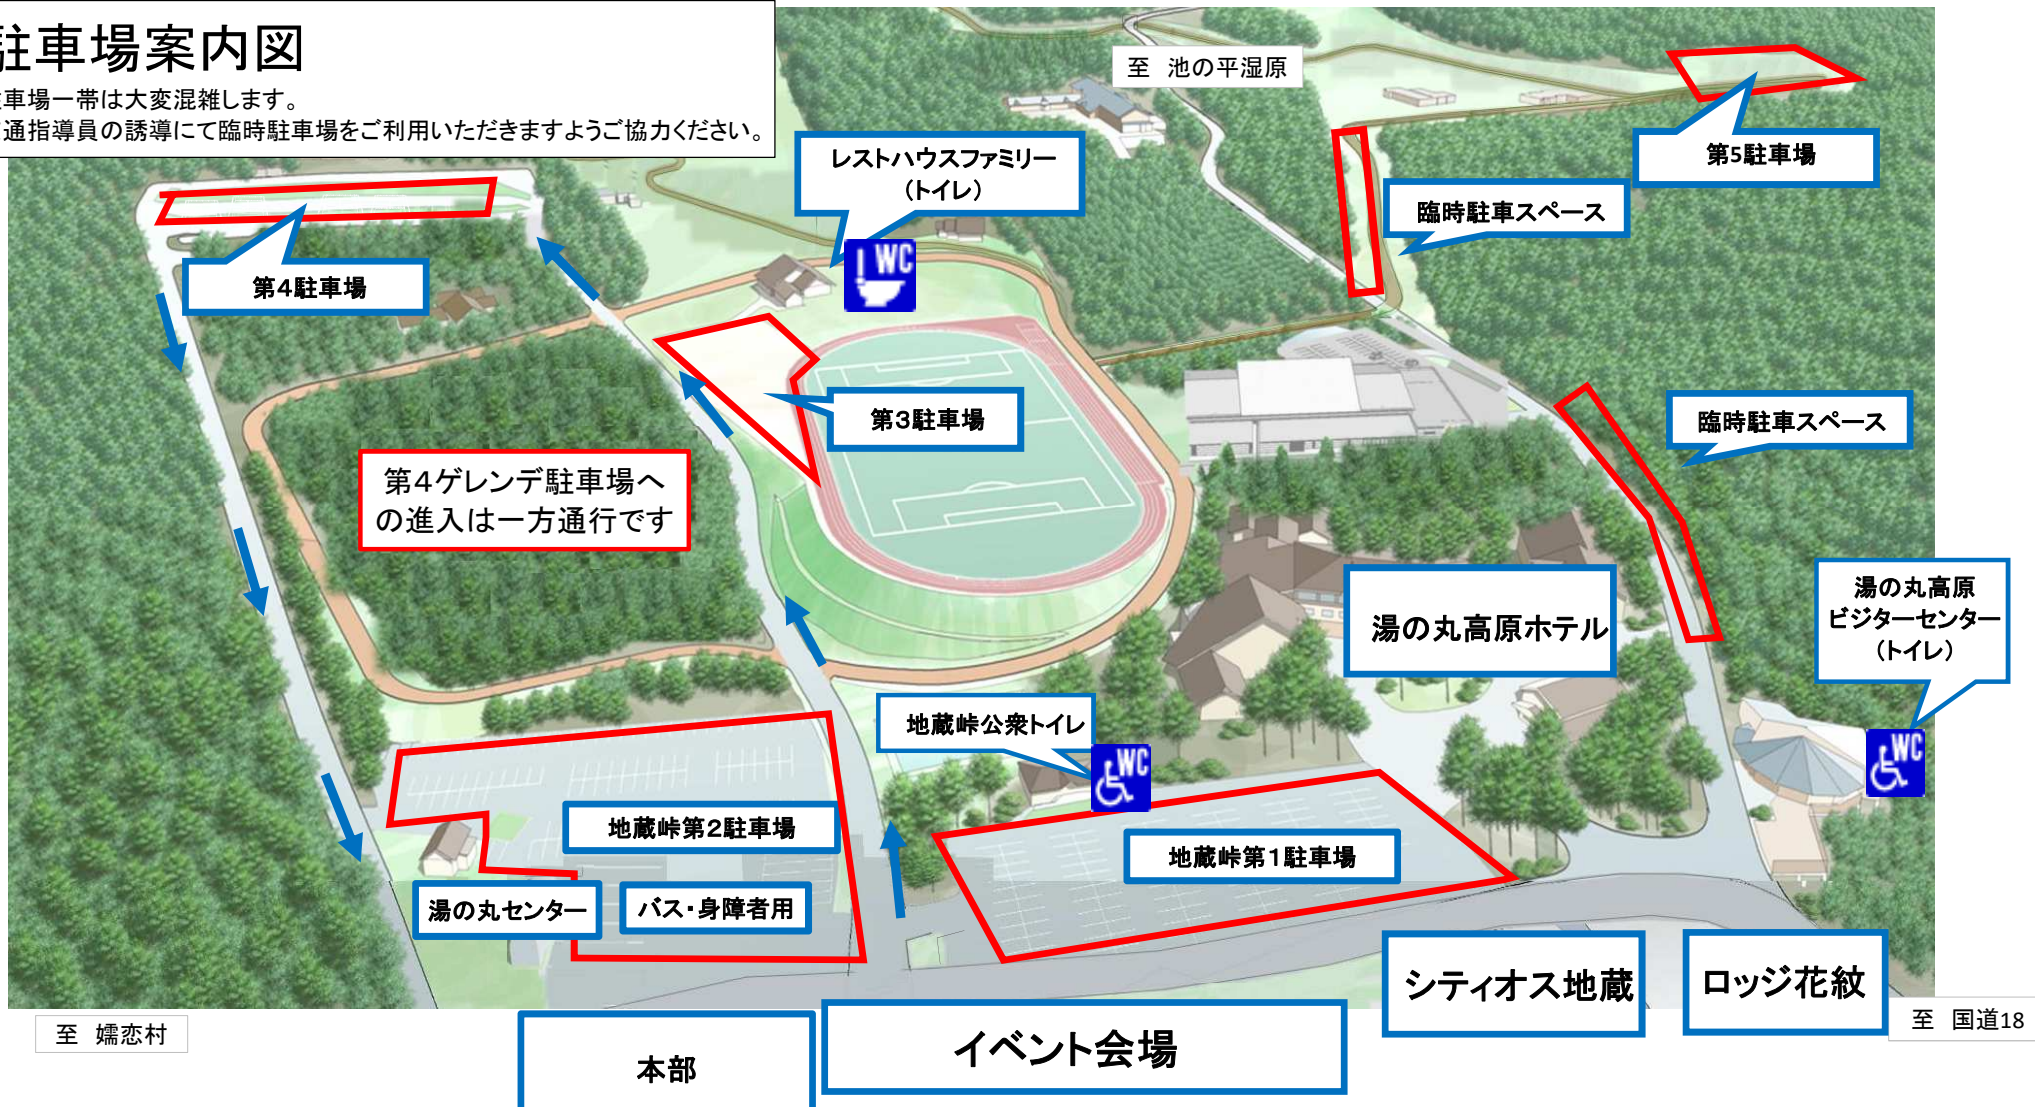 駐車場案内図
車場一帯は大変混雑します。
通指導員の誘導にて臨時駐車場をご利用いただきますようご協力ください。
至 池の平湿原
第5駐車場
レストハウスファミリー
（トイレ）
臨時駐車スペース
WC
第4駐車場
第3駐車場
臨時駐車スペース
第4ゲレンデ駐車場へ
の進入は一方通行です
湯の丸高原ホテル
湯の丸高原
ビジターセンター
（トイレ）
地蔵峠公衆トイレ
WC
WC
地蔵峠第2駐車場
地蔵峠第1駐車場
湯の丸センター
バス・身障者用
シティオス地蔵
ロッジ花紋
至 嬬恋村
至 国道18
イベント会場
本部